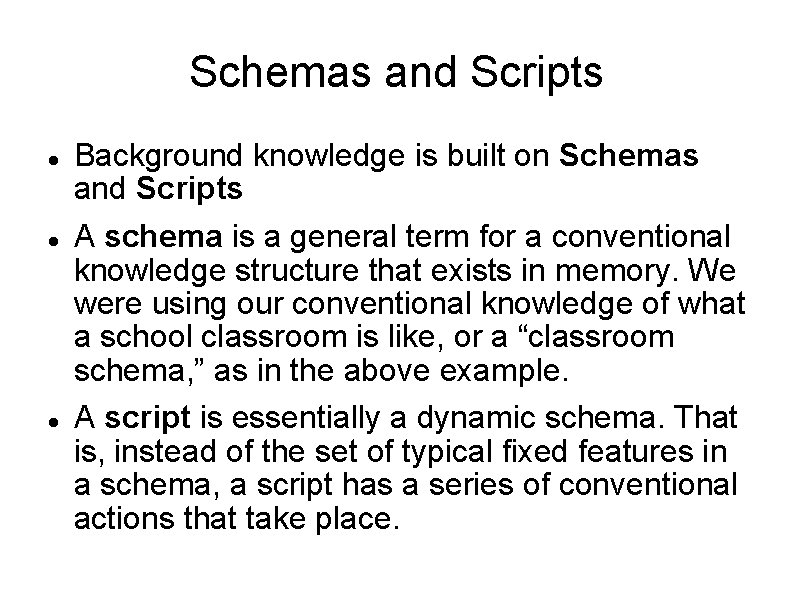 Schemas and Scripts
● Background knowledge is built on Schemas
and Scripts
● A schema is a general term for a conventional
knowledge structure that exists in memory. We
were using our conventional knowledge of what
a school classroom is like, or a “classroom
schema, ” as in the above example.
● A script is essentially a dynamic schema. That
is, instead of the set of typical fixed features in
a schema, a script has a series of conventional
actions that take place.